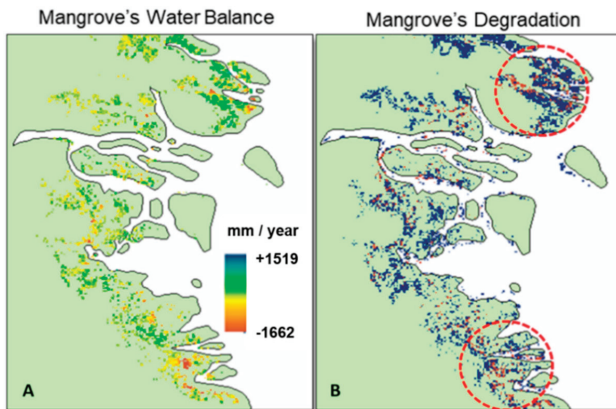 Mangrove's Water Balance
Mangrove's Degradation
mm / year
+1519
-1662
A
B